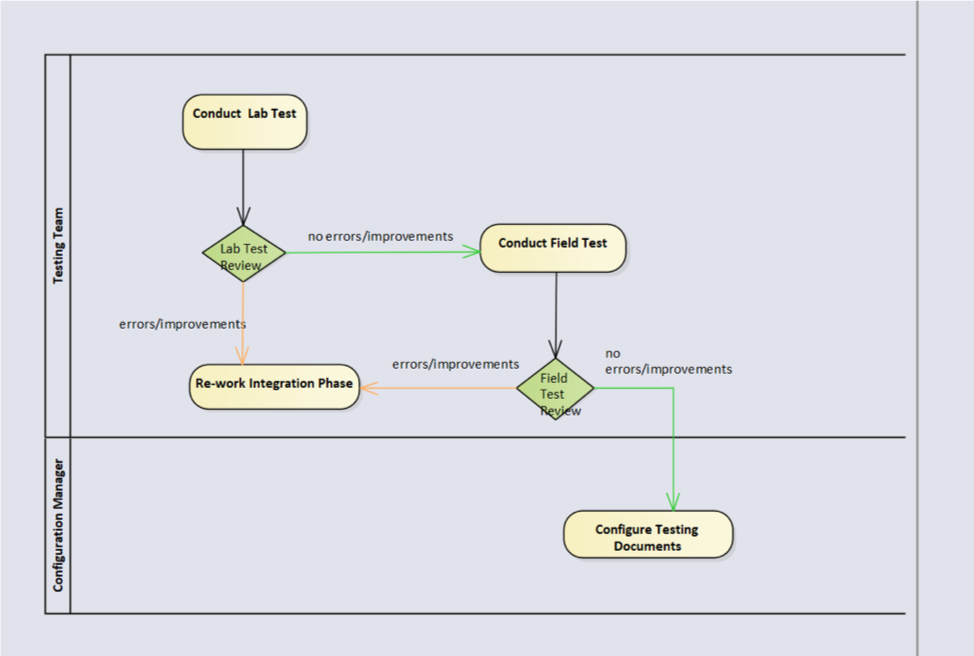 Testing Team
Conduct  Lab Test
Lab Test
Review
no errors/improvements
Conduct Field Test
errors/improvements
Re-work Integration Phase
errors/improvements
Field
Test
Review
no
errors/improvements
Configuration Manager
Configure Testing
Documents